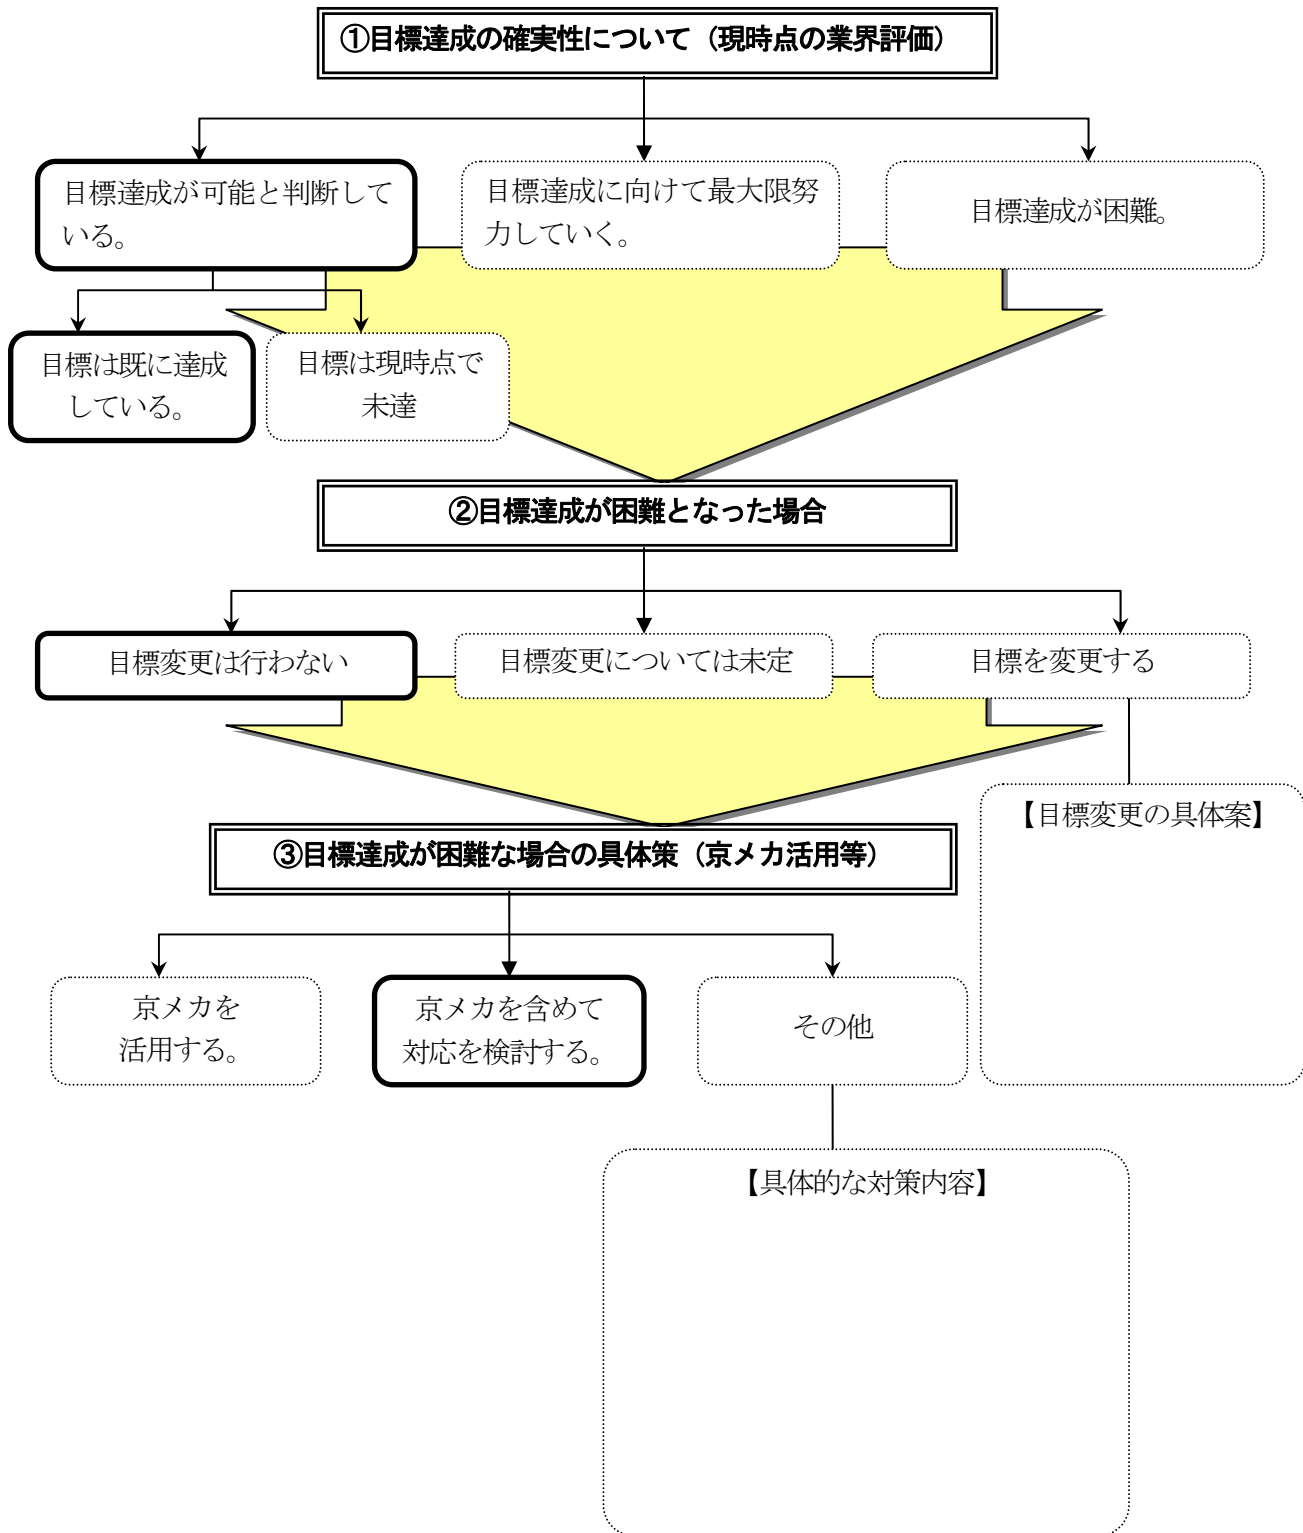 ①目標達成の確実性について（現時点の業界評価）
目標達成が可能と判断して
いる。
目標達成に向けて最大限努
力していく。
目標達成が困難。
目標は既に達成
している。
目標は現時点で
未達
②目標達成が困難となった場合
目標変更は行わない
目標変更については未定
目標を変更する
【目標変更の具体案】
③目標達成が困難な場合の具体策（京メカ活用等）
京メカを
活用する。
京メカを含めて
対応を検討する。
その他
【具体的な対策内容】